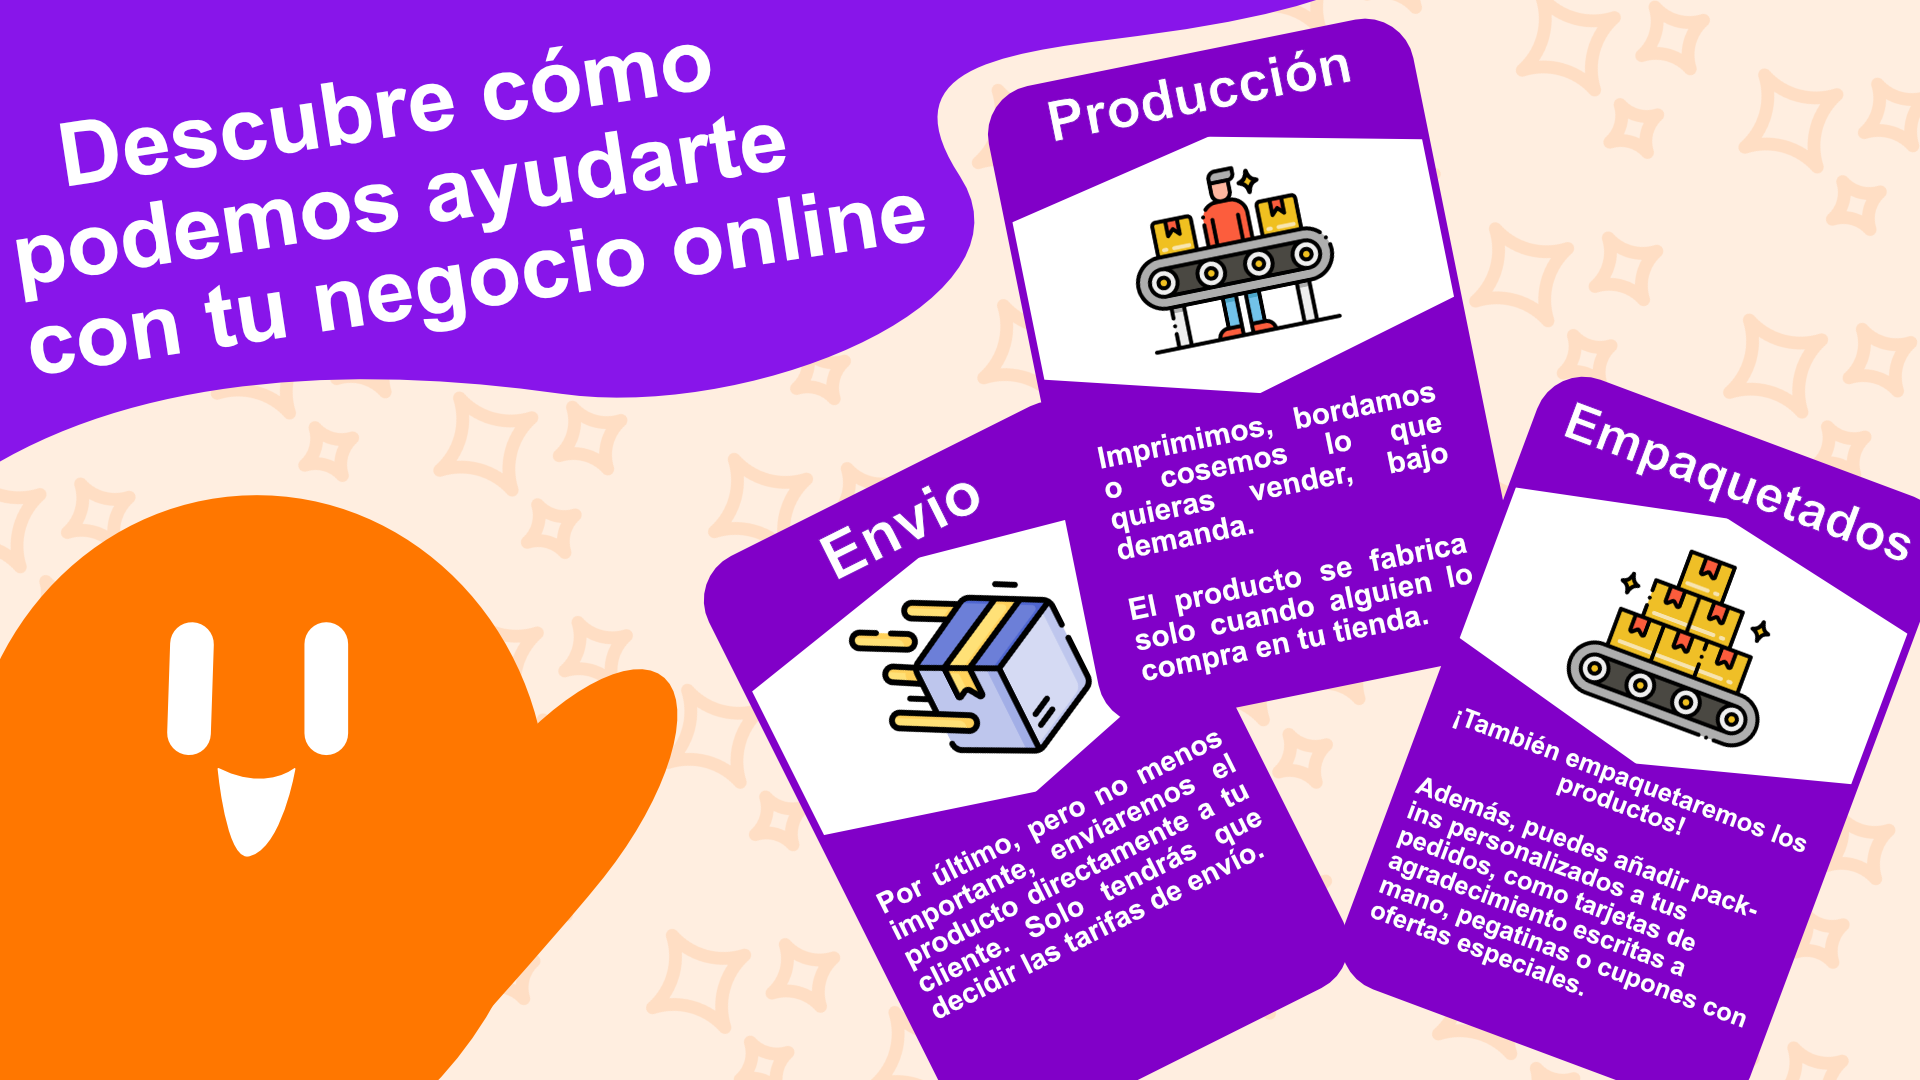 Descubre cómo
podemos ayudarte
con tu negocio online
Producción
Imprimimos, bordamos
o cosemos lo que
quieras vender, bajo
demanda.
El producto se fabrica
solo cuando alguien lo
compra en tu tienda.
Envio
Por último, pero no menos
importante, enviaremos el
producto directamente a tu
cliente. Solo tendrás que
decidir las tarifas de envío.
Empaquetados
¡También empaquetaremos los
productos!
Además, puedes añadir pack-
ins personalizados a tus
pedidos, como tarjetas de
agradecimiento escritas a
mano, pegatinas o cupones con
ofertas especiales.